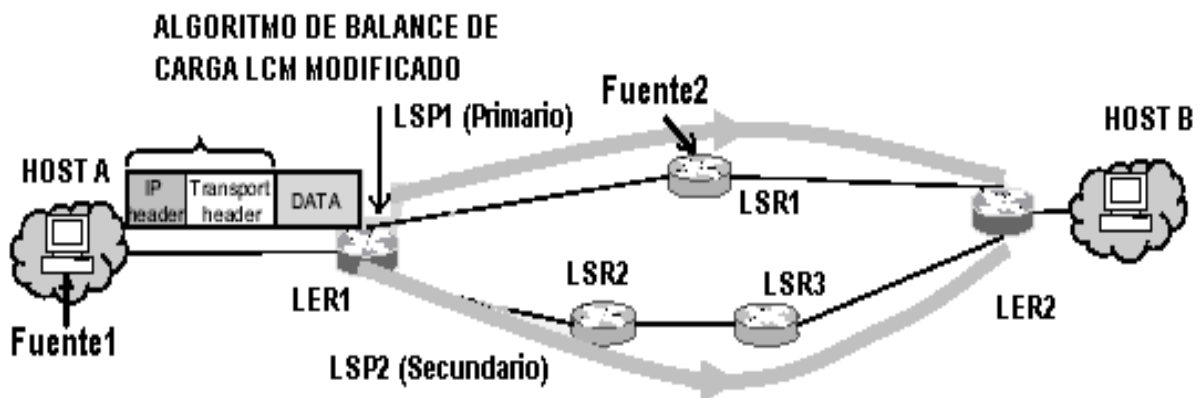 ALGORITMO DE BALANCE DE
CARGA LCM MODIFICADO
LSP1 (Primario)
Fuente2
HOST B
HOST A
IP header
Transport header
DATA
LSR1
LER1
LSR2
LSR3
LER2
Fuente1
LSP2 (Secundario)